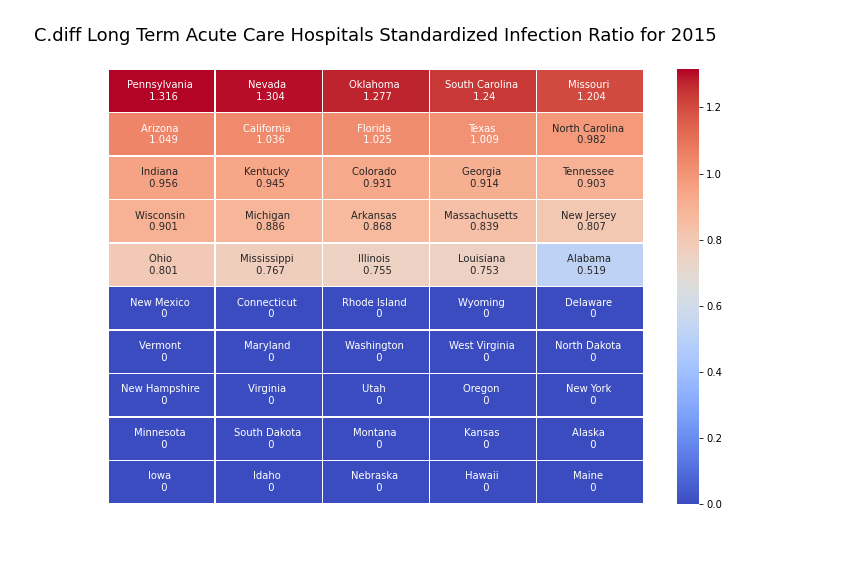 C.diff Long Term Acute Care Hospitals Standardized Infection Ratio for 2015
Pennsylvania Nevada Oklahoma South Carolina Missouri
1.316 1.304 1.277 1.24 1.204
1.2
Arizona California Florida Texas North Carolina
1.049 1.036 1.025 1.009 0.982
1.0
Indiana Kentucky Colorado Georgia Tennessee
0.956 0.945 0.931 0.914 0.903
Wisconsin Michigan Arkansas Massachusetts New Jersey
0.901 0.886 0.868 0.839 0.807
0.8
Ohio Mississippi Illinois Louisiana Alabama
0.801 0.767 0.755 0.753 0.519
New Mexico Connecticut Rhode Island Wyoming Delaware
0.6
0 0 0 0 0
Vermont Maryland Washington West Virginia North Dakota
0 0 0 0 0
0.4
New Hampshire Virginia Utah Oregon New York
0 0 0 0 0
Minnesota South Dakota Montana Kansas Alaska
0.2
0 0 0 0 0
Iowa Idaho Nebraska Hawaii Maine
0 0 0 0 0
0.0